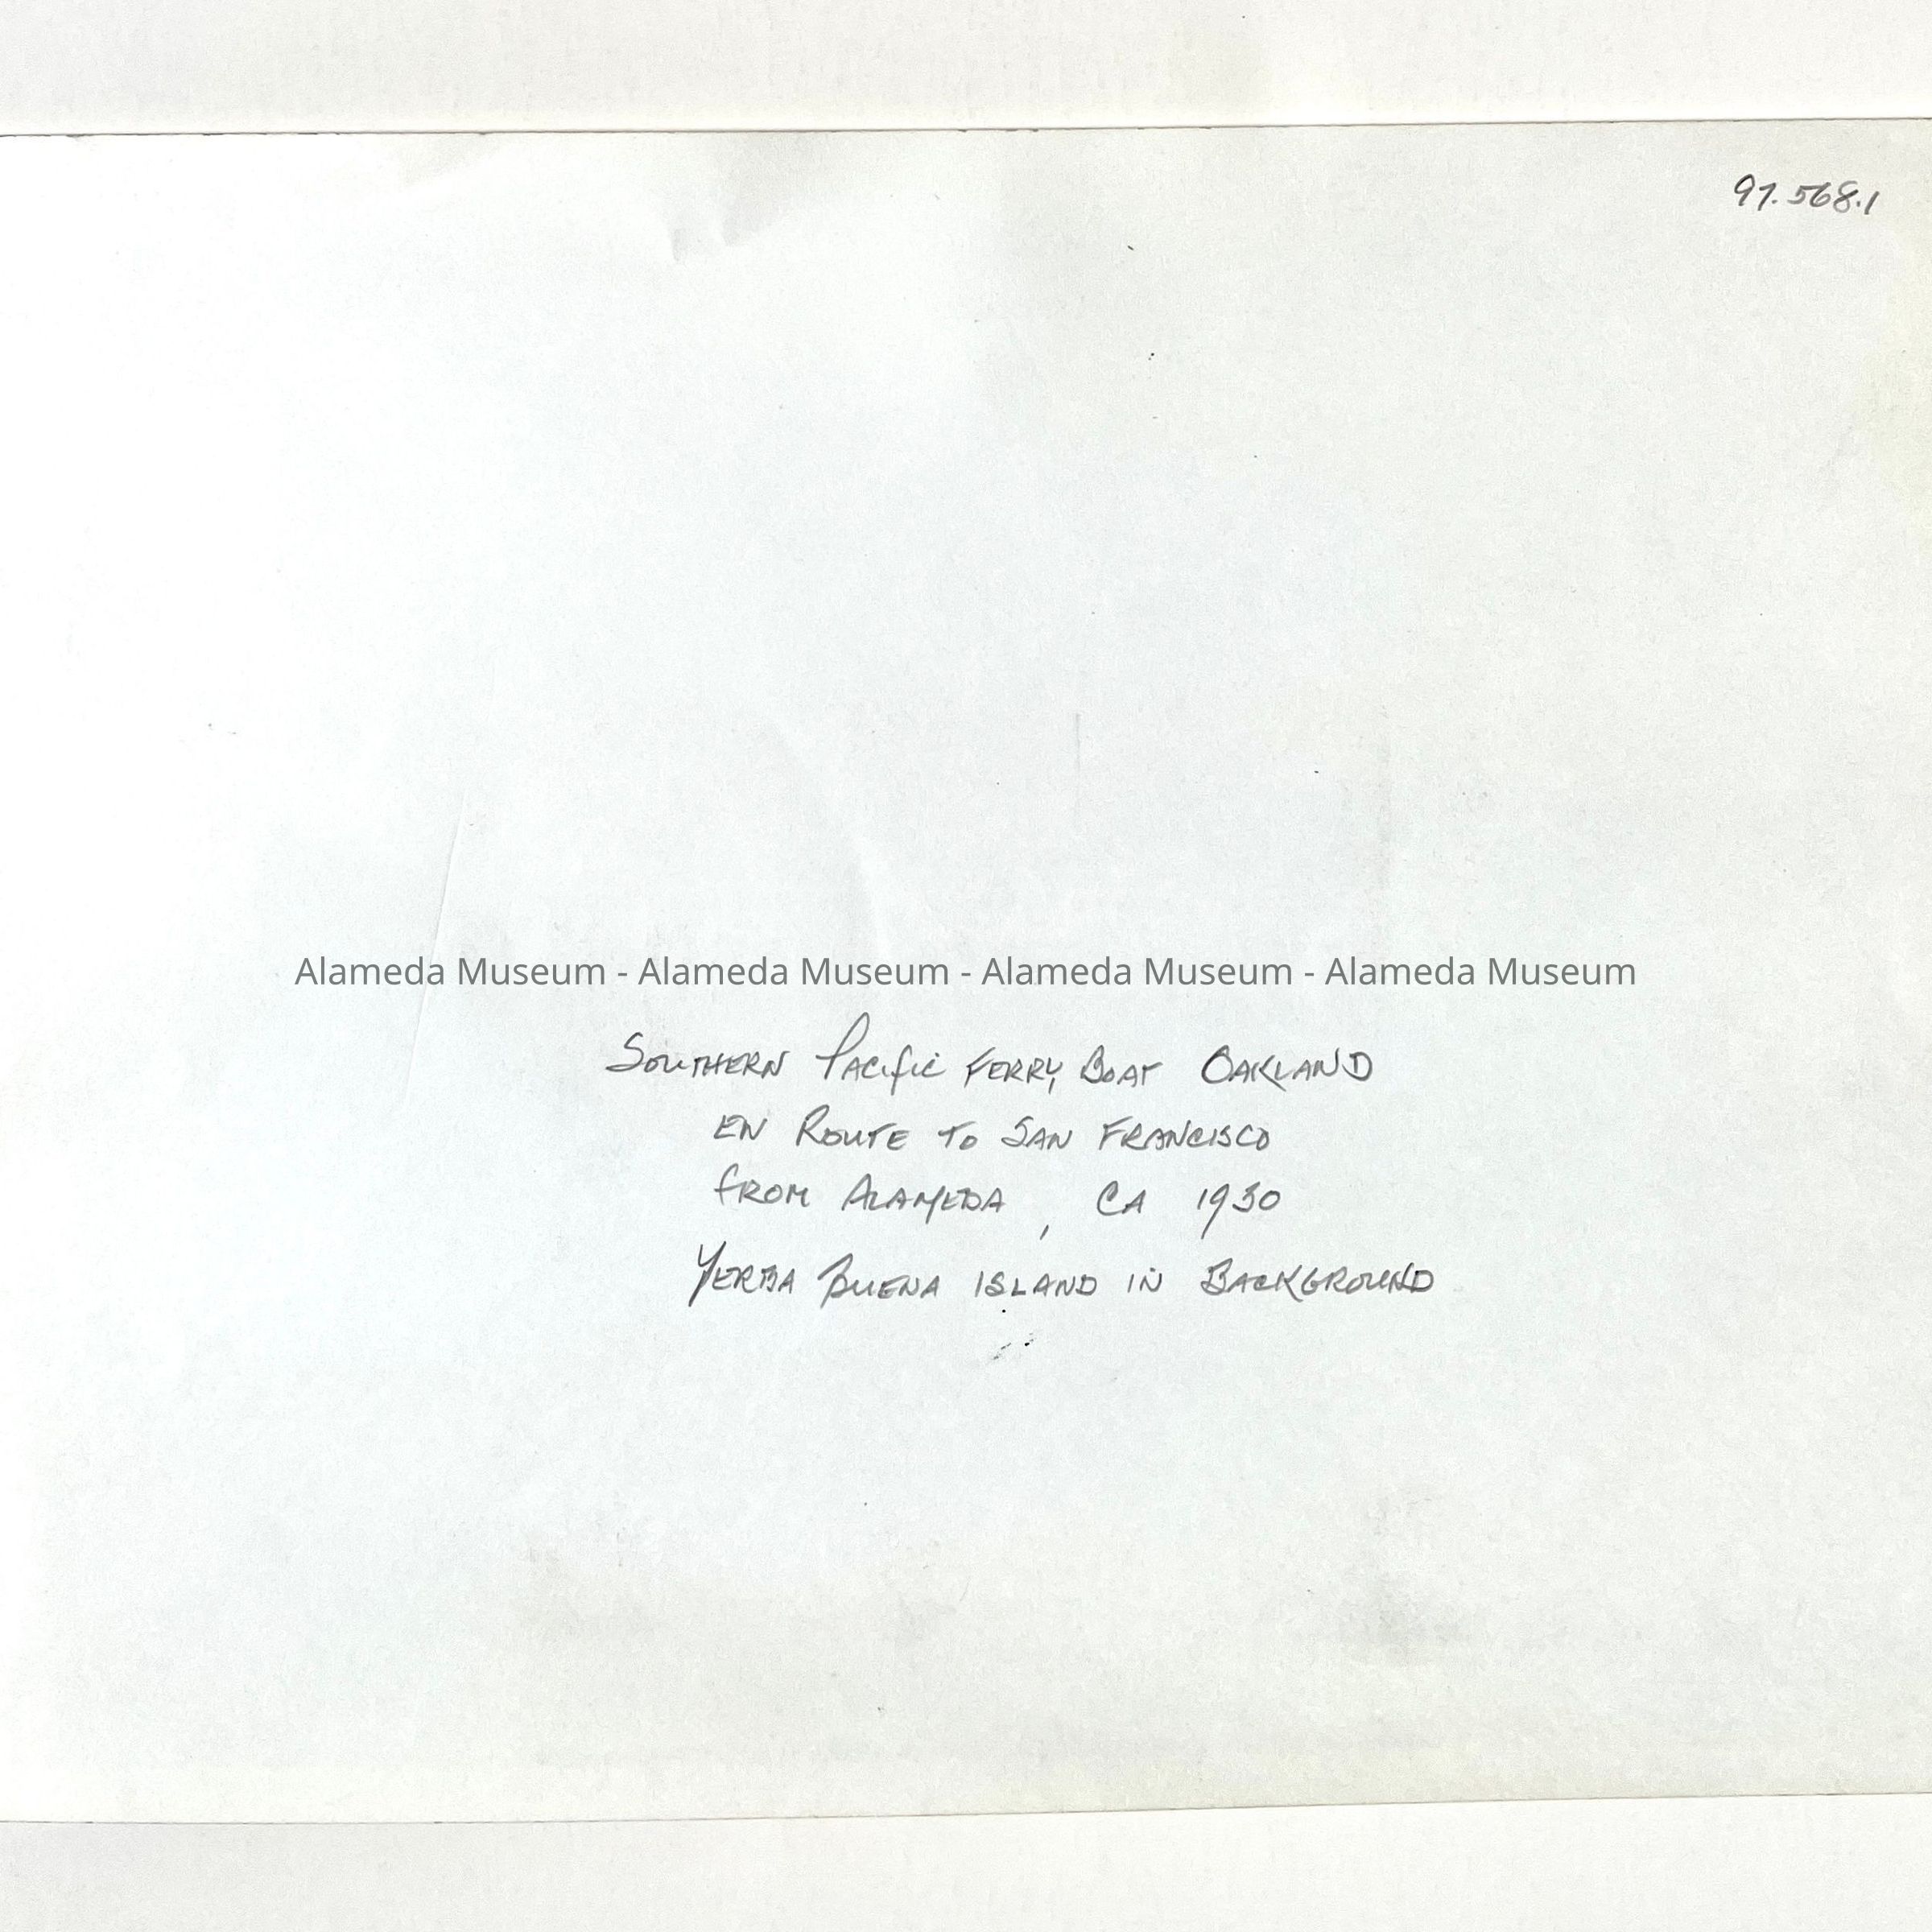 97.568.1
Alameda Museum - Alameda Museum - Alameda Museum - Alameda Museum
Southern Pacific Ferry Boat Oakland
en Route to San Francisco
from Alameda, CA 1930
Yerba Buena Island in Background